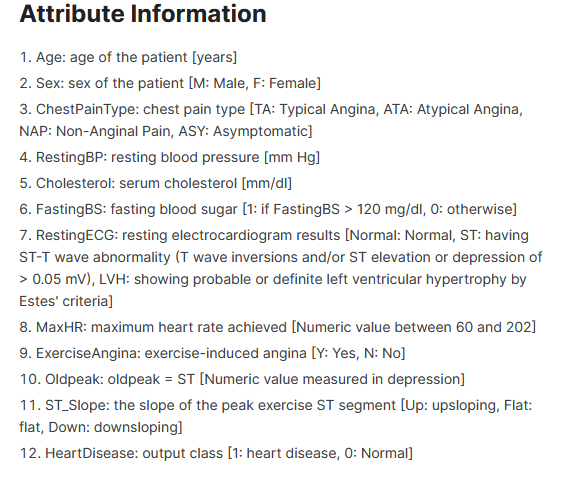 Attribute Information
1. Age: age of the patient [years]
2. Sex: sex of the patient [M: Male, F: Female]
3. ChestPainType: chest pain type [TA: Typical Angina, ATA: Atypical Angina,
NAP: Non-Anginal Pain, ASY: Asymptomatic]
4. RestingBP: resting blood pressure [mm Hg]
5. Cholesterol: serum cholesterol [mm/dl]
6. FastingBS: fasting blood sugar [1: if FastingBS > 120 mg/dl, 0: otherwise]
7. RestingECG: resting electrocardiogram results [Normal: Normal, ST: having
ST-T wave abnormality (T wave inversions and/or ST elevation or depression of
> 0.05 mV), LVH: showing probable or definite left ventricular hypertrophy by
Estes' criteria]
8. MaxHR: maximum heart rate achieved [Numeric value between 60 and 202]
9. ExerciseAngina: exercise-induced angina [Y: Yes, N: No]
10. Oldpeak: oldpeak = ST [Numeric value measured in depression]
11. ST_Slope: the slope of the peak exercise ST segment [Up: upsloping, Flat:
flat, Down: downsloping]
12. HeartDisease: output class [1: heart disease, 0: Normal]